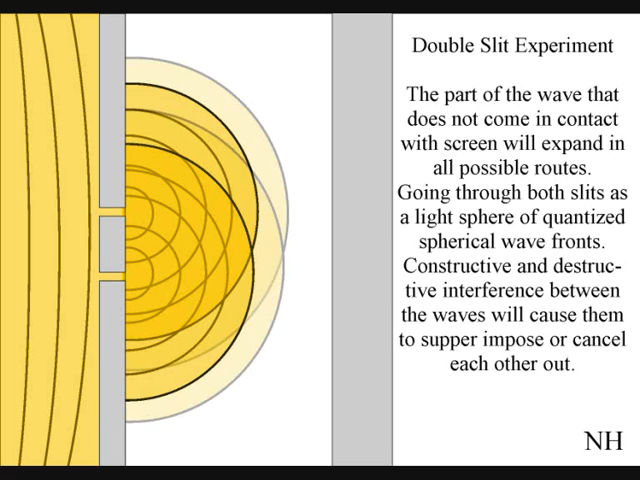 Double Slit Experiment
The part of the wave that
does not come in contact
with screen will expand in
all possible routes.
Going through both slits as
a light sphere of quantized
spherical wave fronts.
Constructive and destruc-
tive interference between
the waves will cause them
to supper impose or cancel
each other out.
NH